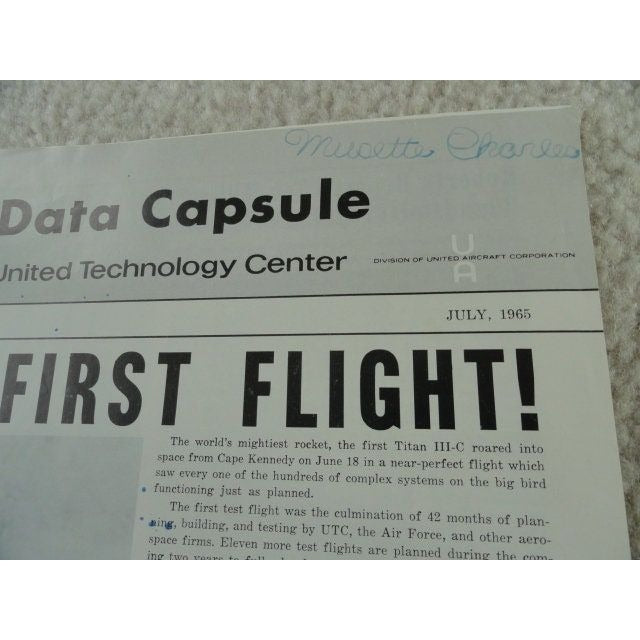 Musette Charles
Data Capsule
United Technology Center
DIVISION OF UNITED AIRCRAFT CORPORATION
U
A
JULY, 1965
FIRST FLIGHT!
The world's mightiest rocket, the first Titan III-C roared into
space from Cape Kennedy on June 18 in a near-perfect flight which
saw every one of the hundreds of complex systems on the big bird
functioning just as planned.
The first test flight was the culmination of 42 months of plan-
ning, building, and testing by UTC, the Air Force, and other aero-
space firms. Eleven more test flights are planned during the com-
ing two years to